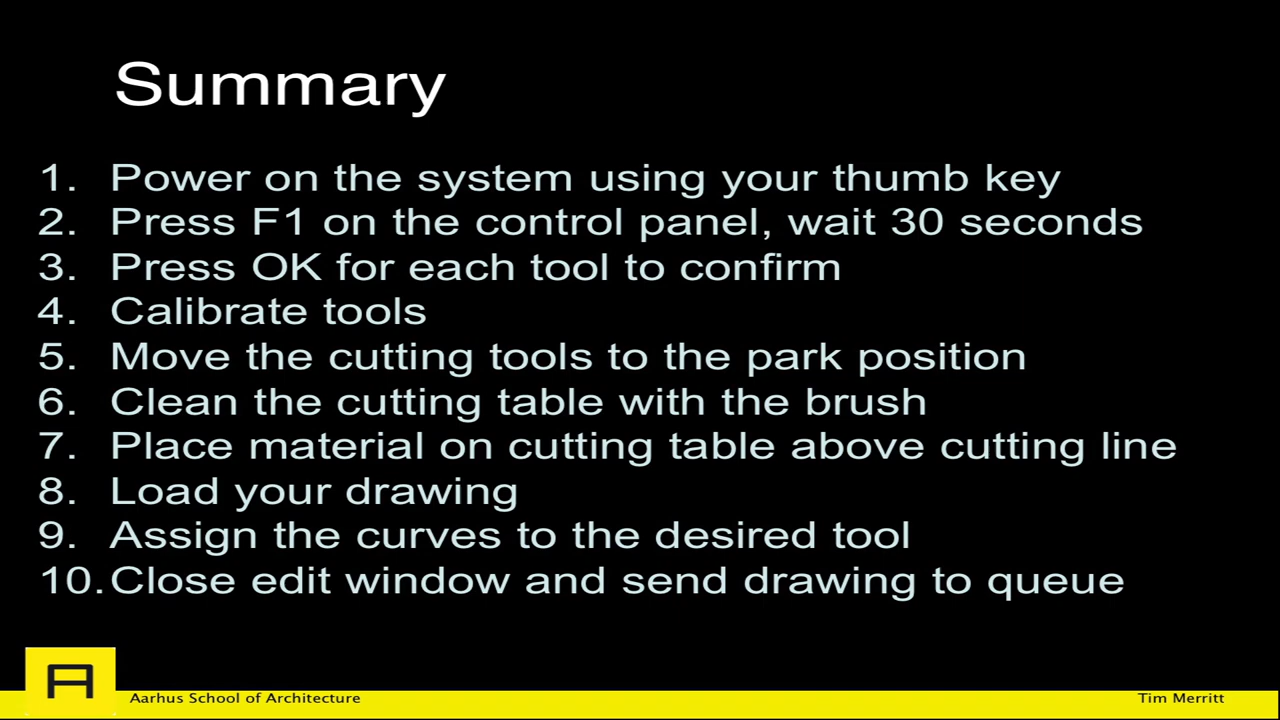 Summary
1. Power on the system using your thumb key
2. Press F1 on the control panel, wait 30 seconds
3. Press OK for each tool to confirm
4. Calibrate tools
5. Move the cutting tools to the park position
6. Clean the cutting table with the brush
7. Place material on cutting table above cutting line
8. Load your drawing
9. Assign the curves to the desired tool
10. Close edit window and send drawing to queue
A
Aarhus School of Architecture
Tim Merritt